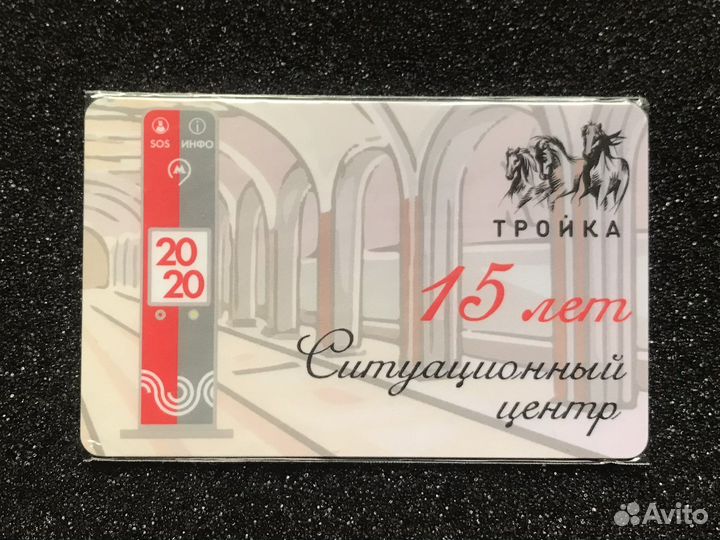 SOS ИНФО
М
20
20
ТРОЙКА
15 лет
Ситуационный
центр
Avito